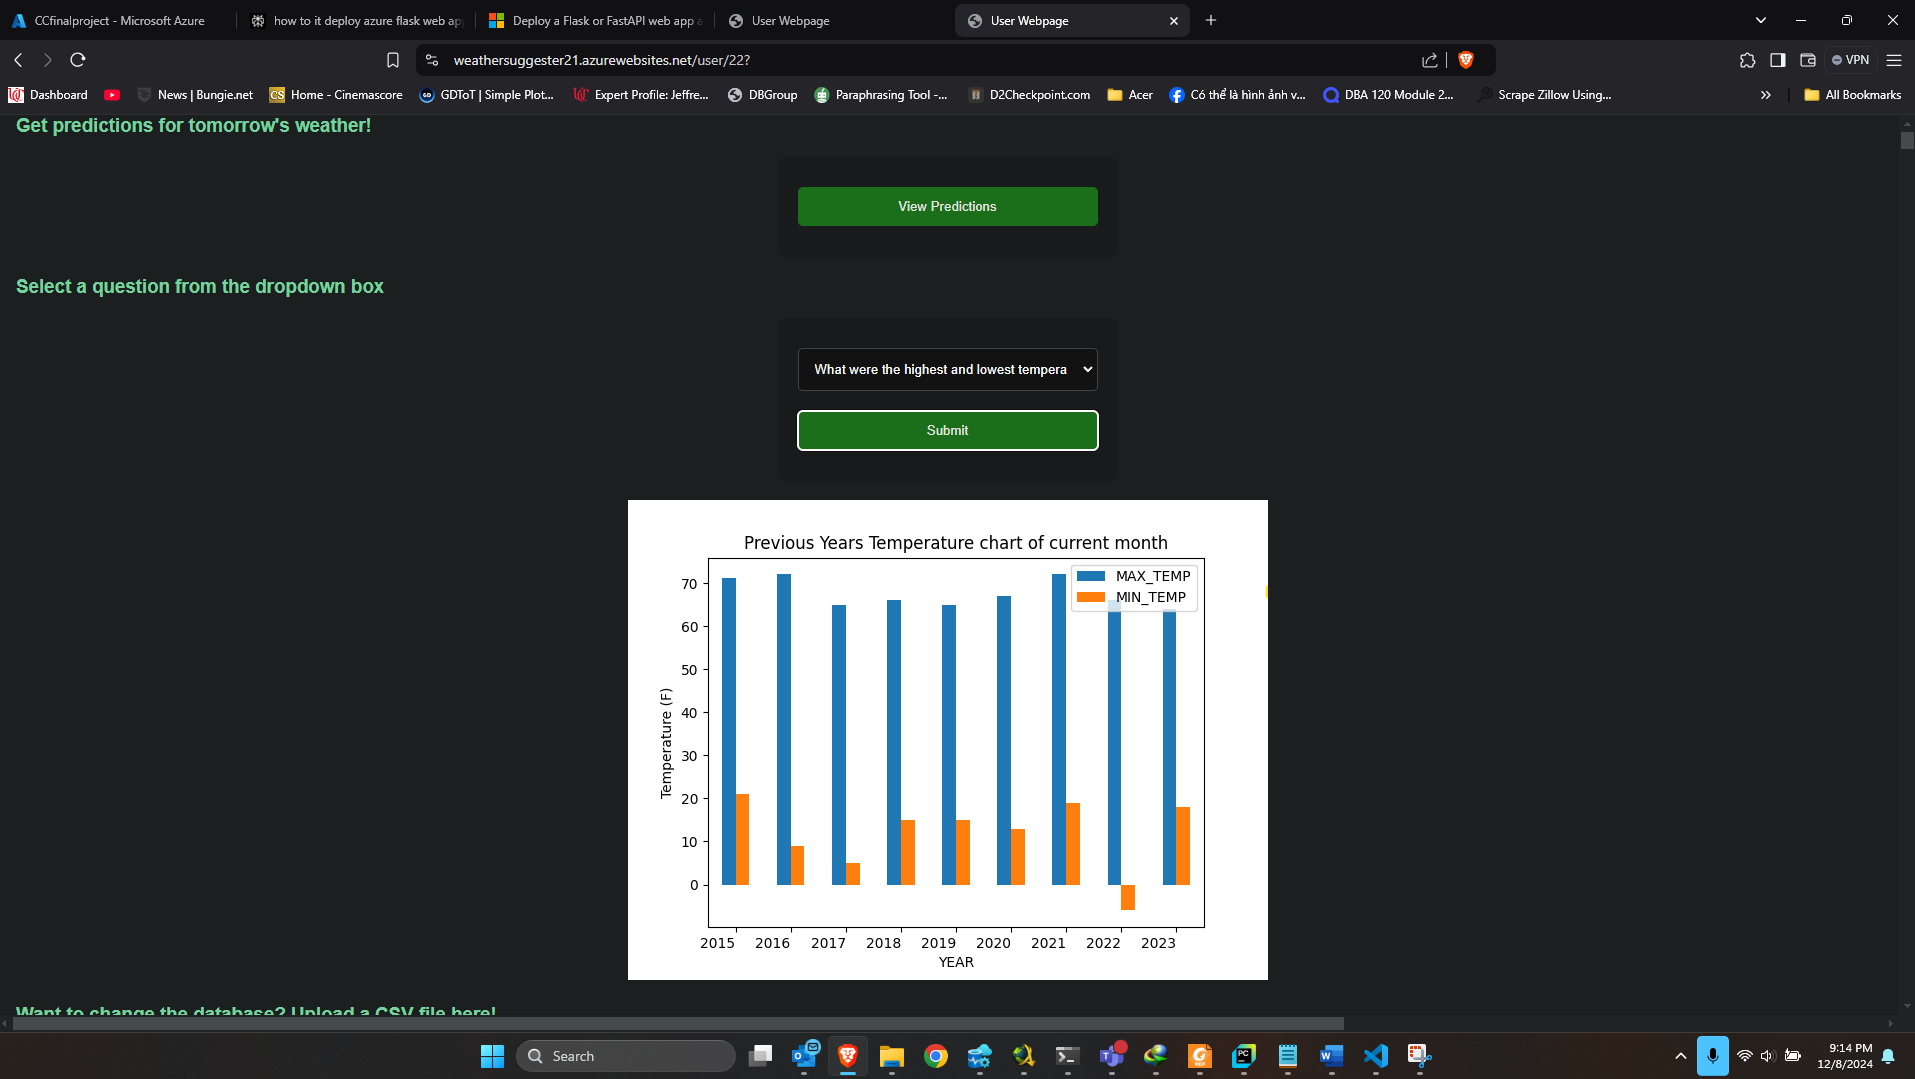 CCfinalproject - Microsoft Azure
how to it deploy azure flask web ap
Deploy a Flask or FastAPI web app a
User Webpage
User Webpage
weathersuggester21.azurewebsites.net/user/22?
VPN
Dashboard
News | Bungie.net
CS
Home - Cinemascore
GDToT | Simple Plot...
Expert Profile: Jeffre...
DBGroup
Paraphrasing Tool -...
D2Checkpoint.com
Acer
Có thể là hình ảnh v...
DBA 120 Module 2...
Scrape Zillow Using...
All Bookmarks
Get predictions for tomorrow's weather!
View Predictions
Select a question from the dropdown box
What were the highest and lowest tempera
Submit
Previous Years Temperature chart of current month
MAX_TEMP
MIN_TEMP
70
60
50
40
30
20
10
0
Temperature (F)
2015 2016 2017 2018 2019 2020 2021 2022 2023
YEAR
Want to change the database? Upload a CSV file here!
Search
9:14 PM
12/8/2024